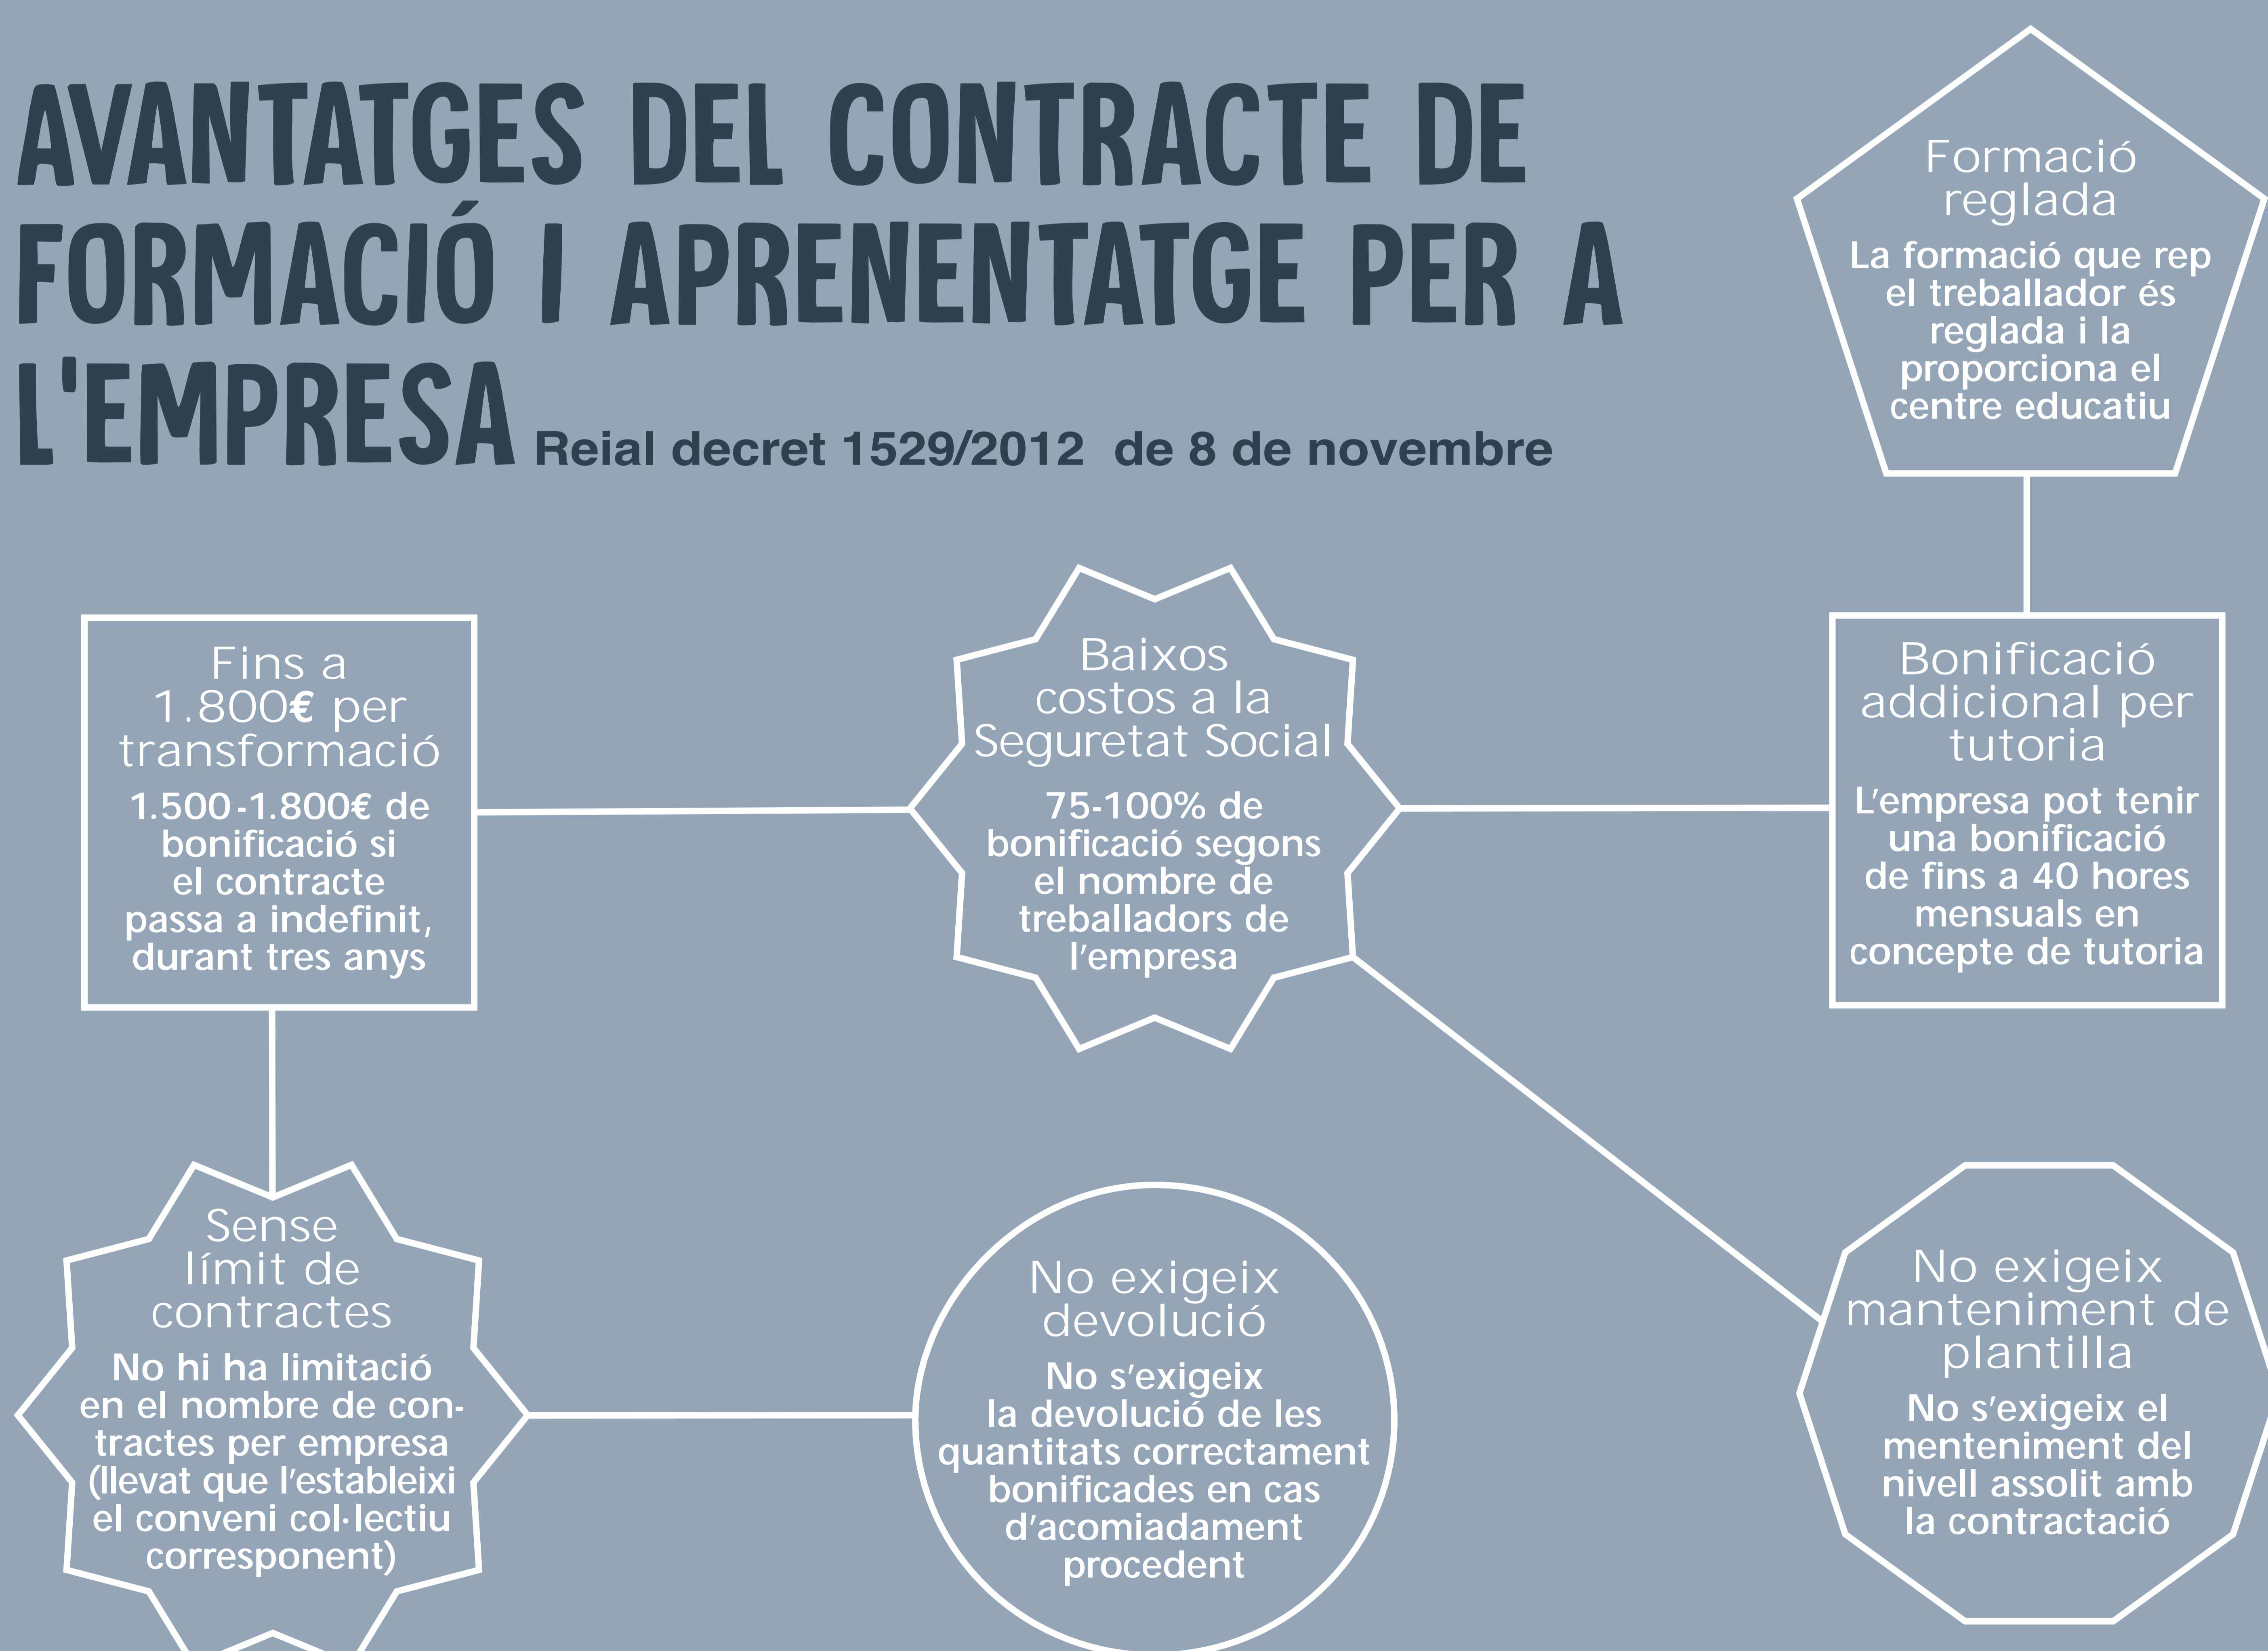 AVANTATGES DEL CONTRACTE DE
FORMACIÓ I APRENENTATGE PER A
L'EMPRESA Reial decret 1529/2012 de 8 de novembre
Formació
reglada
La formació que rep
el treballador és
reglada i la
proporciona el
centre educatiu
Fins a
1.800€ per
transformació
1.500-1.800€ de
bonificació si
el contracte
passa a indefinit,
durant tres anys
Baixos
costos a la
Seguretat Social
75-100% de
bonificació segons
el nombre de
treballadors de
l'empresa
Bonificació
addicional per
tutoria
L'empresa pot tenir
una bonificació
de fins a 40 hores
mensuals en
concepte de tutoria
Sense
límit de
contractes
No hi ha limitació
en el nombre de con-
tractes per empresa
(llevat que l'estableixi
el conveni col·lectiu
corresponent)
No exigeix
devolució
No s'exigeix
la devolució de les
quantitats correctament
bonificades en cas
d'acomiadament
procedent
No exigeix
manteniment de
plantilla
No s'exigeix el
menteniment del
nivell assolit amb
la contractació